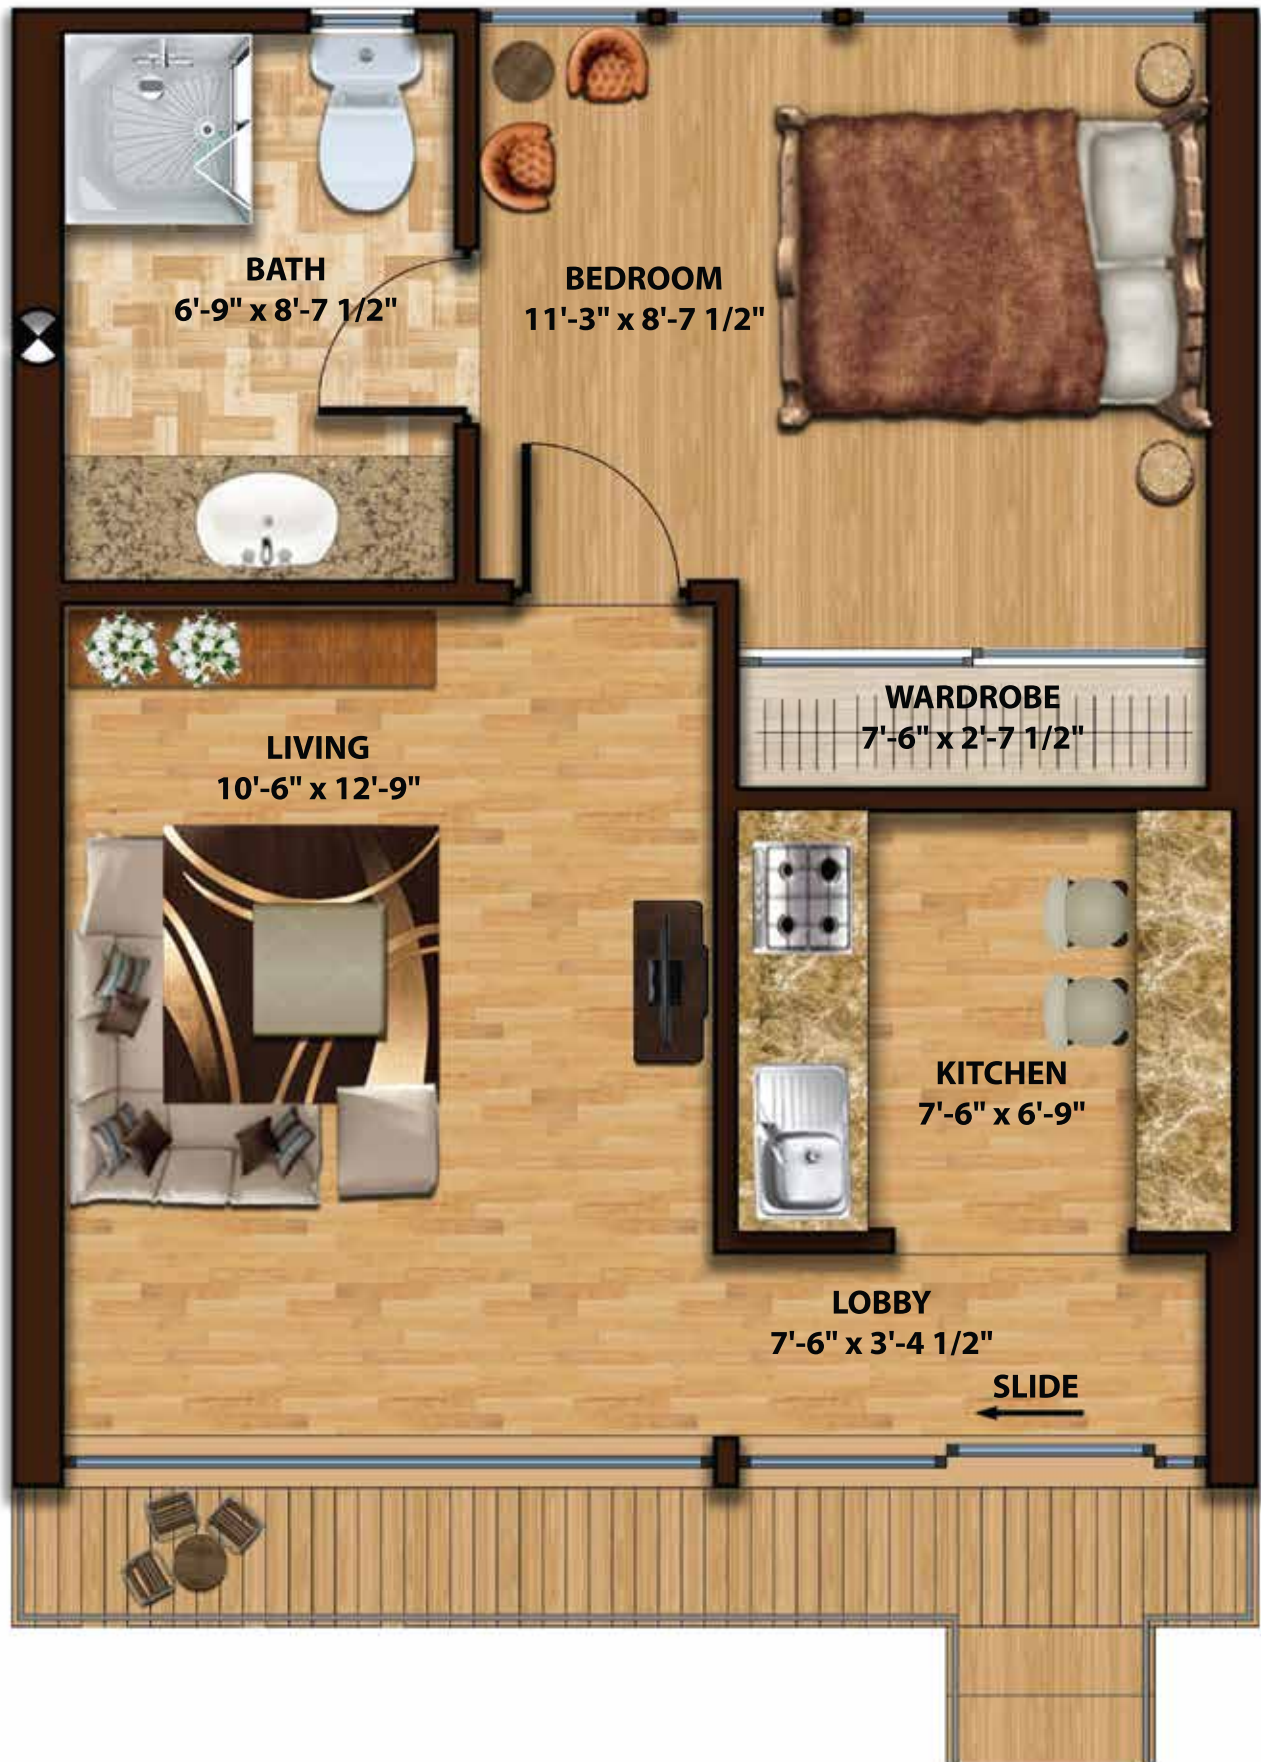 BATH
6'-9" x 8'-7 1/2"
BEDROOM
11'-3" x 8'-7 1/2"
WARDROBE
7'-6" x 2'-7 1/2"
LIVING
10'-6" x 12'-9"
KITCHEN
7'-6" x 6'-9"
LOBBY
7'-6" x 3'-4 1/2"
SLIDE